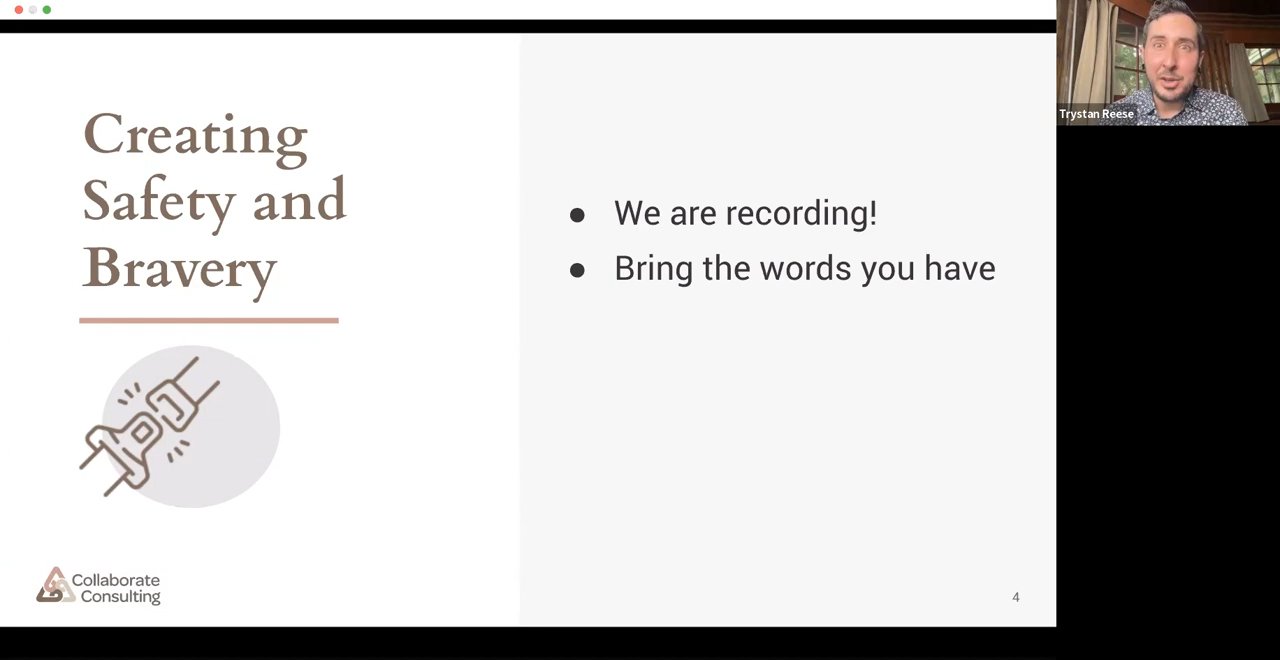 Creating
Safety and
Bravery
● We are recording!
● Bring the words you have
Collaborate
Consulting
4
Trystan Reese